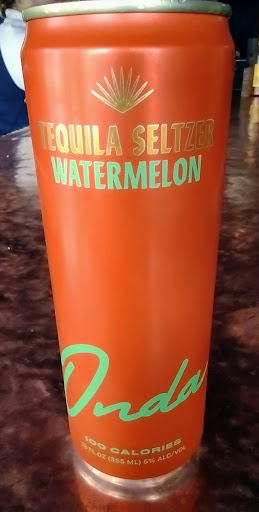 TEQUILA SELTZER
WATERMELON
Onda
100 CALORIES
12 FL OZ (355 ML) 5% ALC/VOL